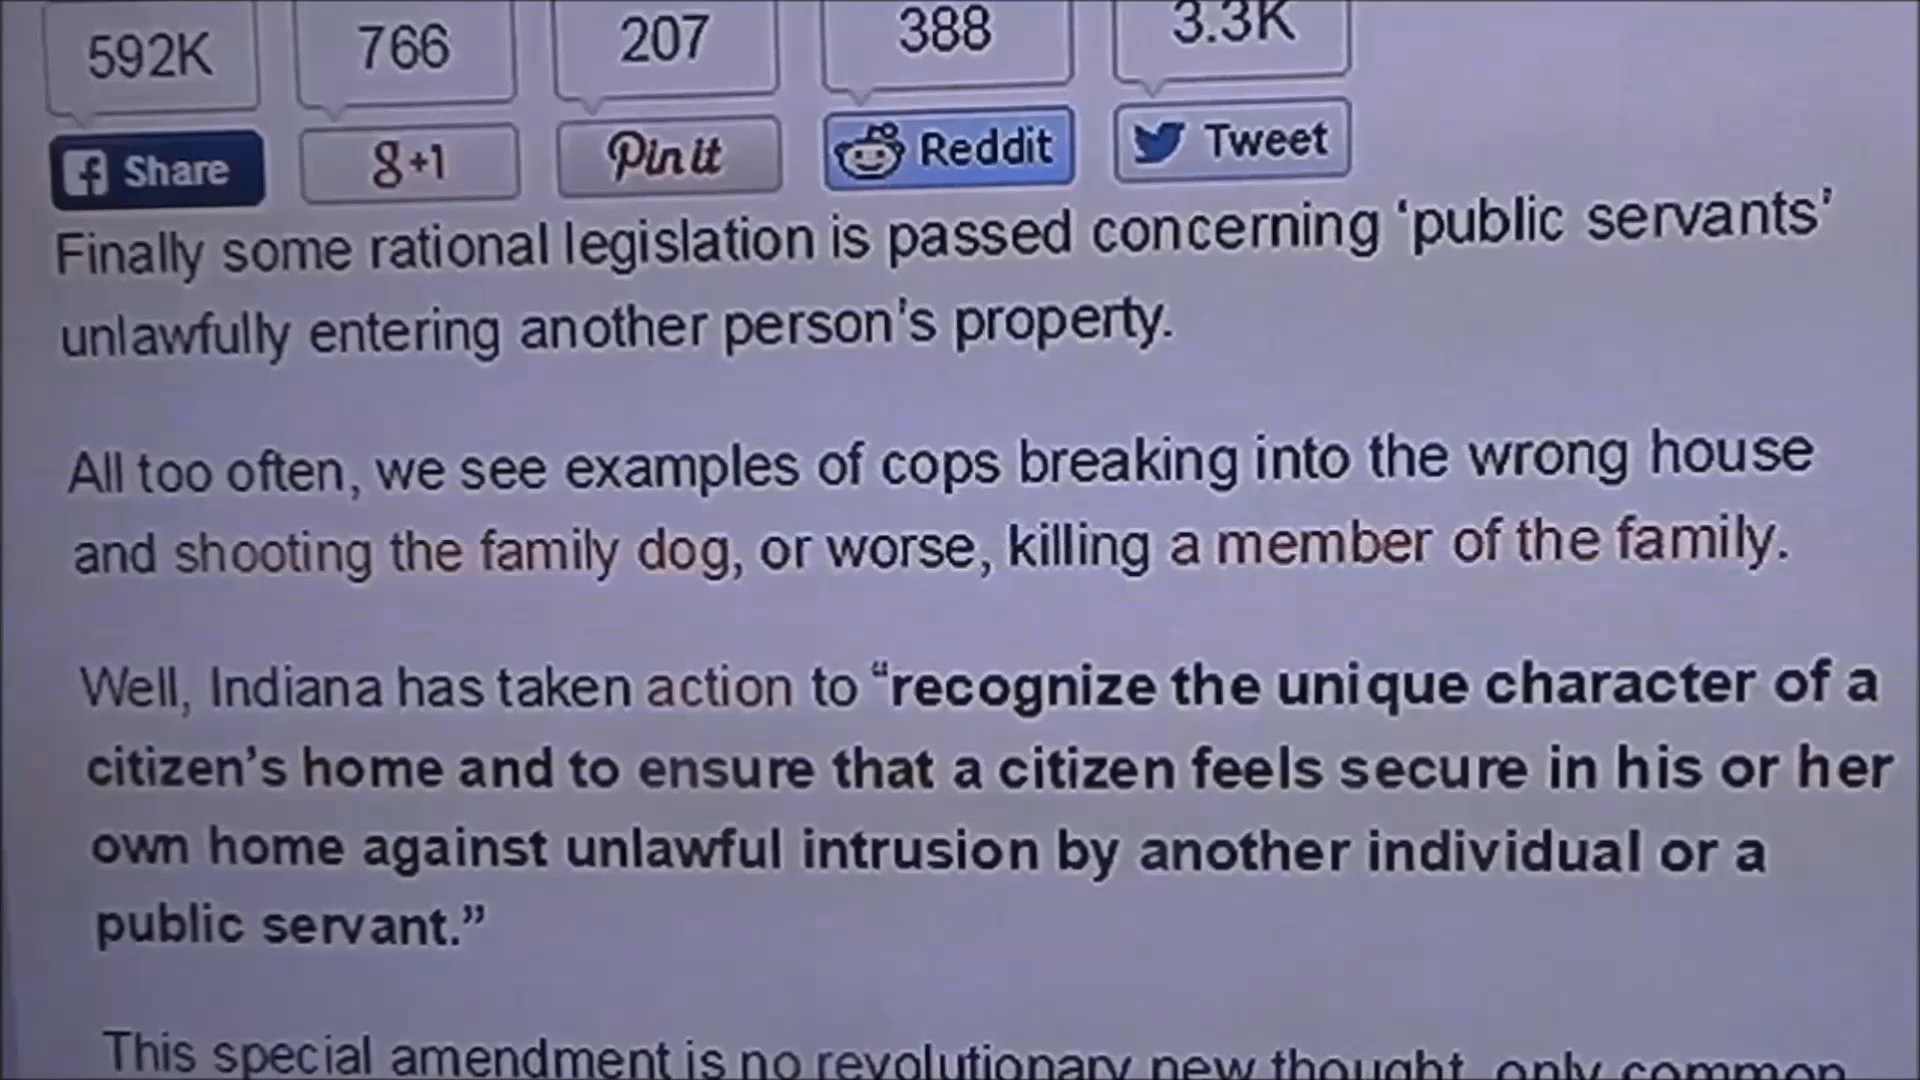 592K 766 207 388 3.3K
Share g+1 Pinit Reddit Tweet
Finally some rational legislation is passed concerning ‘public servants’
unlawfully entering another person’s property.
All too often, we see examples of cops breaking into the wrong house
and shooting the family dog, or worse, killing a member of the family.
Well, Indiana has taken action to “recognize the unique character of a
citizen’s home and to ensure that a citizen feels secure in his or her
own home against unlawful intrusion by another individual or a
public servant.”
This special amendment is no revolutionary new thought, only common